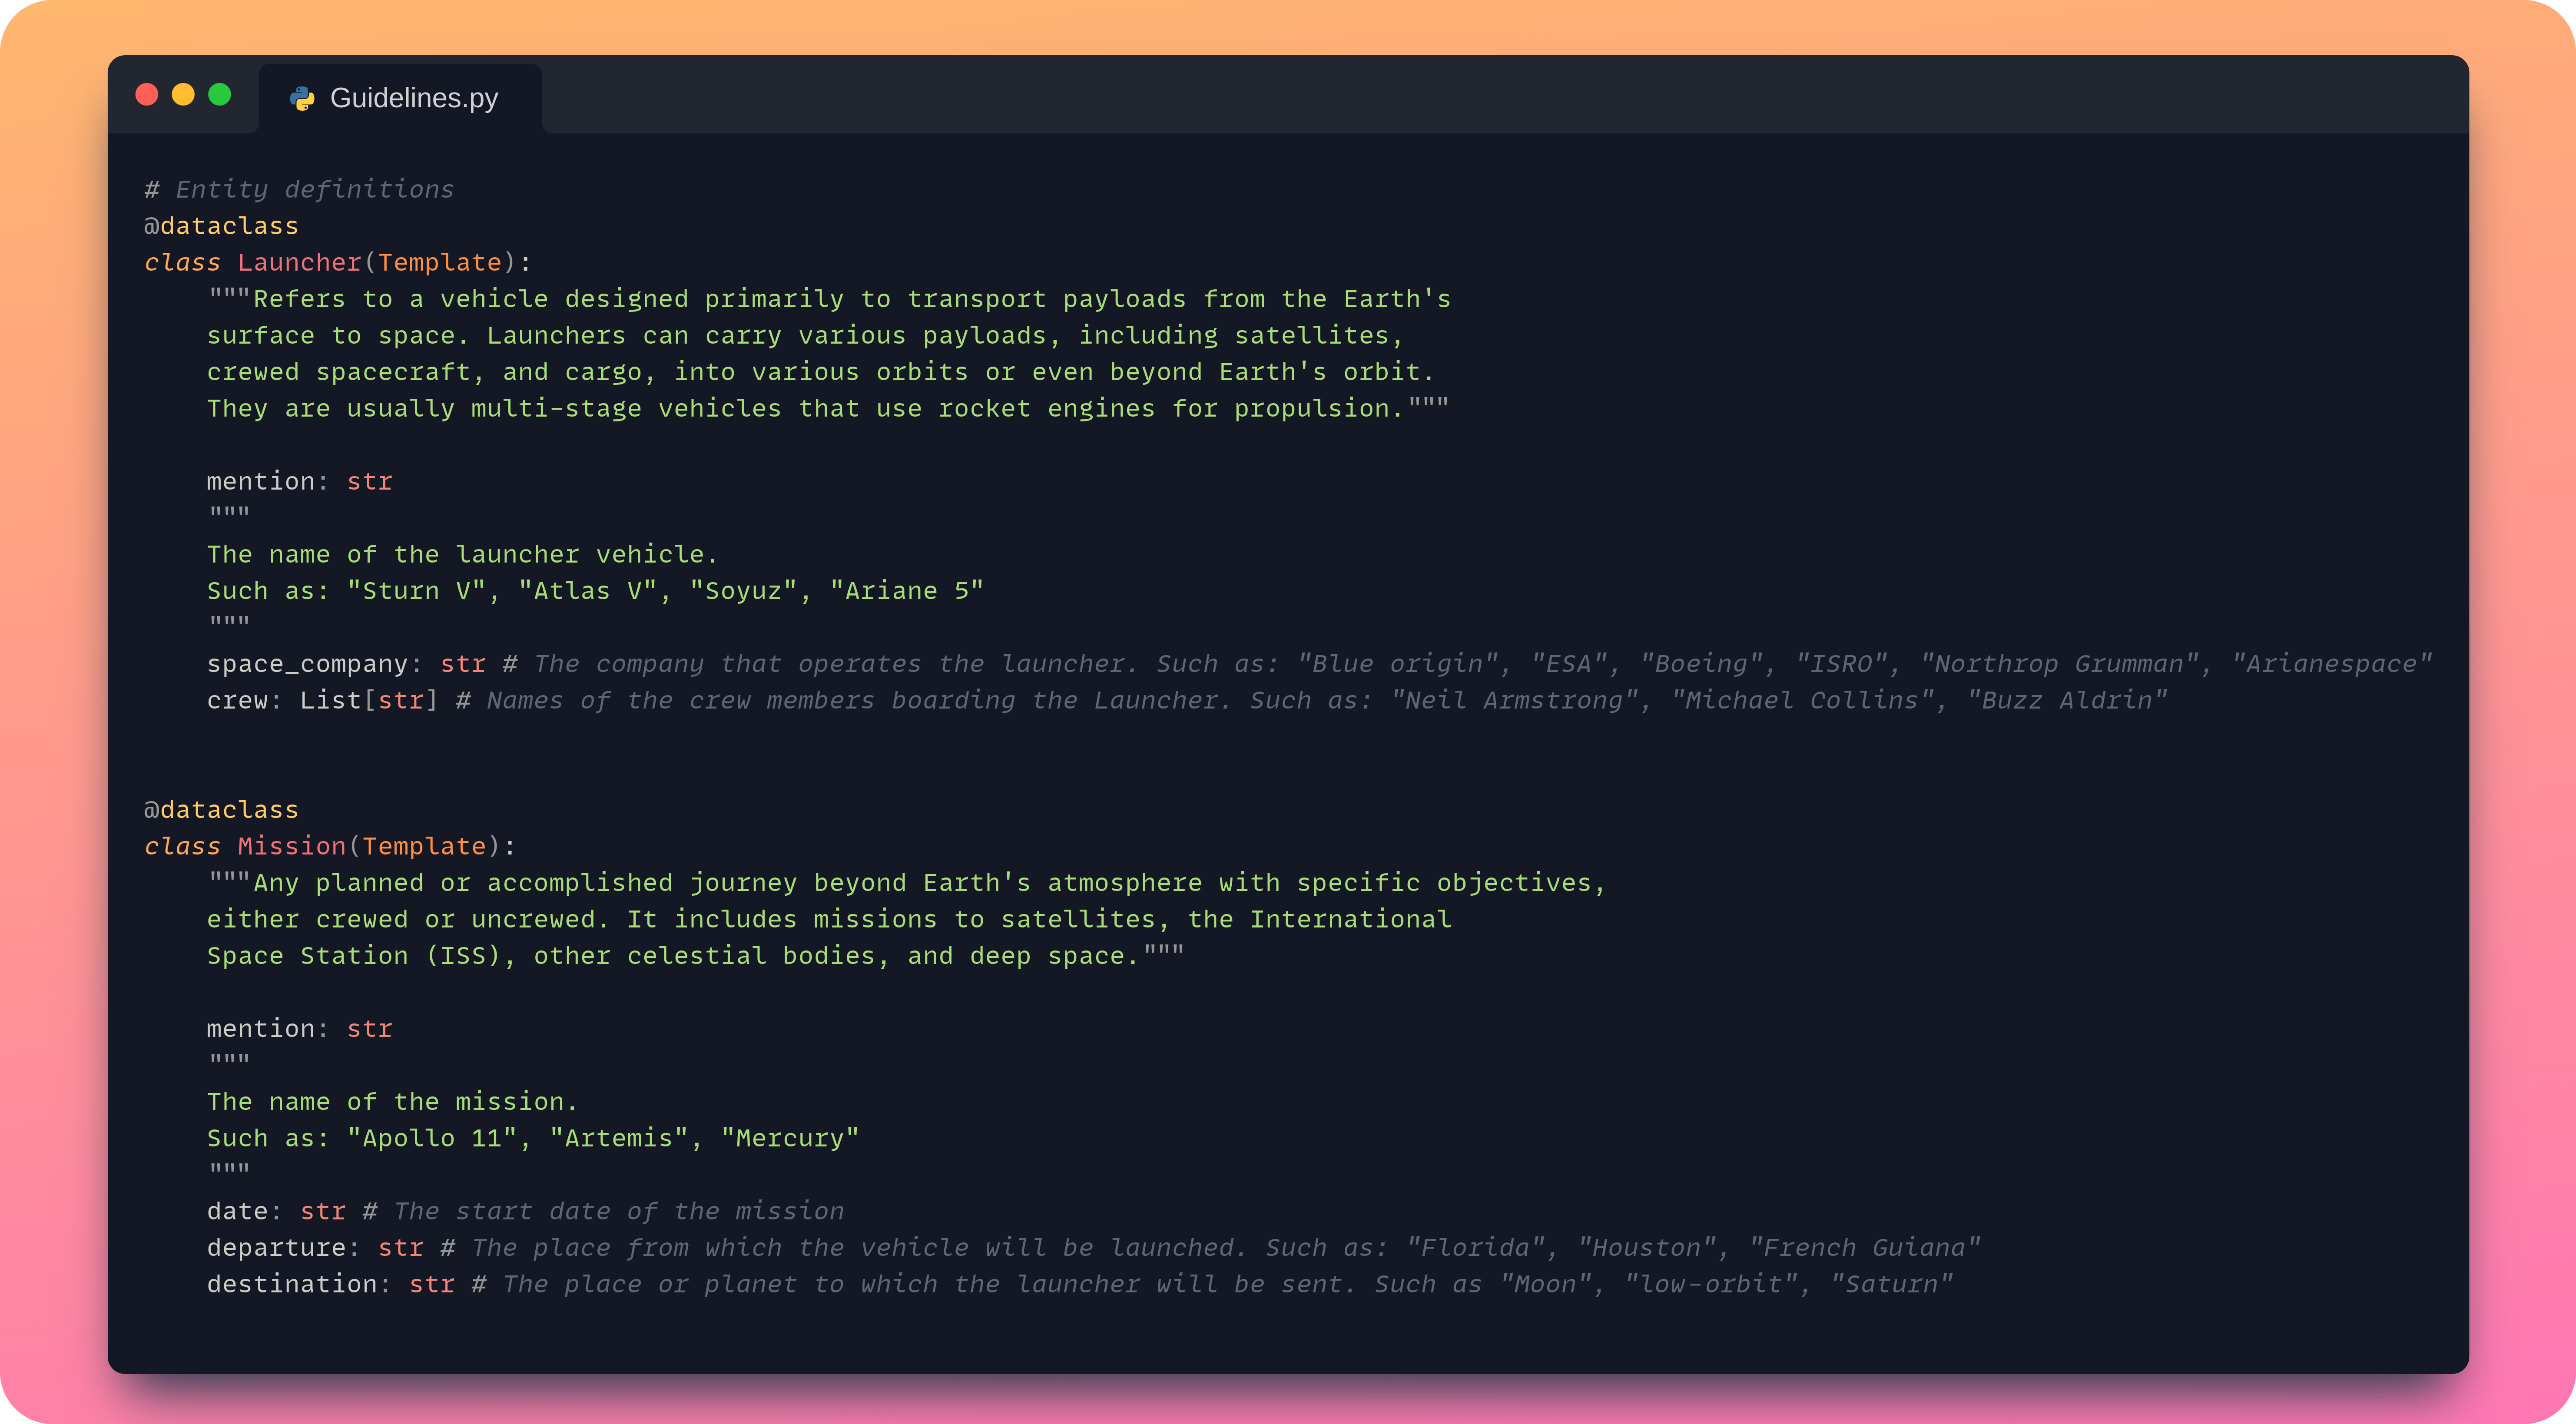 Guidelines.py
# Entity definitions
@dataclass
class Launcher(Template):
    """Refers to a vehicle designed primarily to transport payloads from the Earth's
    surface to space. Launchers can carry various payloads, including satellites,
    crewed spacecraft, and cargo, into various orbits or even beyond Earth's orbit.
    They are usually multi-stage vehicles that use rocket engines for propulsion."""
    mention: str
    """
    The name of the launcher vehicle.
    Such as: "Sturn V", "Atlas V", "Soyuz", "Ariane 5"
    """
    space_company: str # The company that operates the launcher. Such as: "Blue origin", "ESA", "Boeing", "ISRO", "Northrop Grumman", "Arianespace"
    crew: List[str] # Names of the crew members boarding the Launcher. Such as: "Neil Armstrong", "Michael Collins", "Buzz Aldrin"
@dataclass
class Mission(Template):
    """Any planned or accomplished journey beyond Earth's atmosphere with specific objectives,
    either crewed or uncrewed. It includes missions to satellites, the International
    Space Station (ISS), other celestial bodies, and deep space."""
    mention: str
    """
    The name of the mission.
    Such as: "Apollo 11", "Artemis", "Mercury"
    """
    date: str # The start date of the mission
    departure: str # The place from which the vehicle will be launched. Such as: "Florida", "Houston", "French Guiana"
    destination: str # The place or planet to which the launcher will be sent. Such as "Moon", "low-orbit", "Saturn"